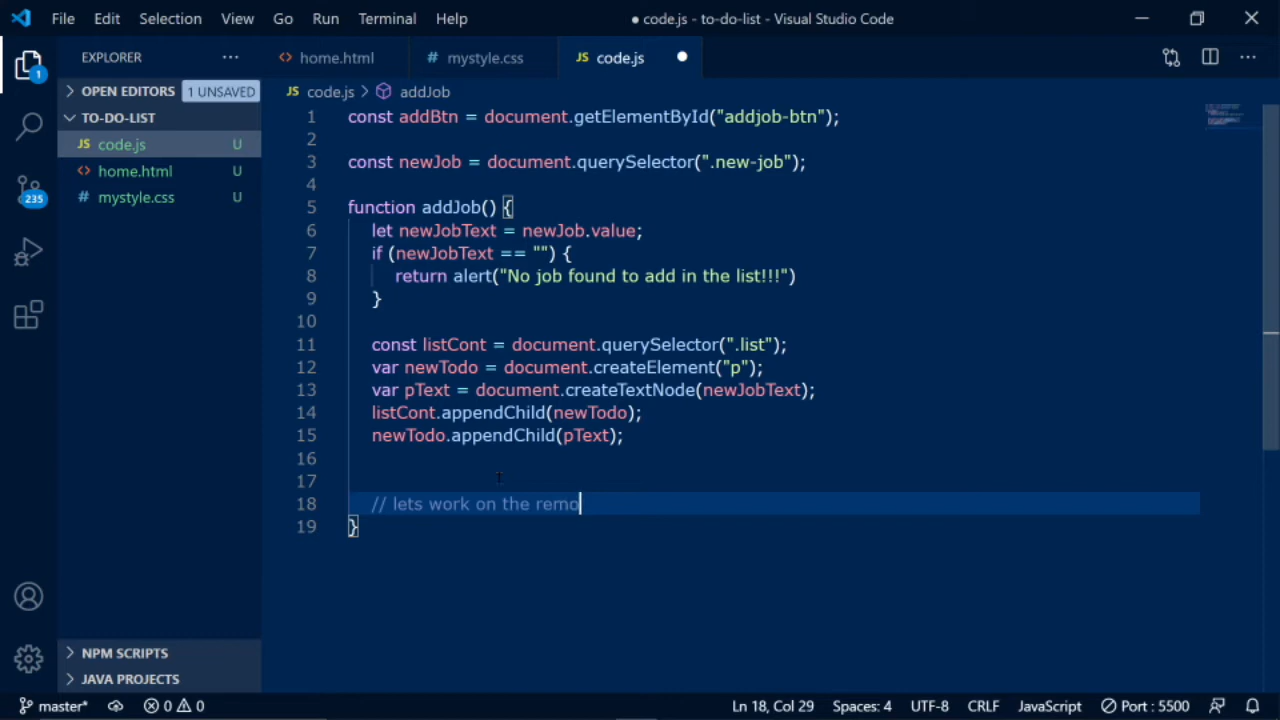 File Edit Selection View Go Run Terminal Help
● code.js - to-do-list - Visual Studio Code
EXPLORER
home.html
# mystyle.css
JS code.js
1
OPEN EDITORS 1 UNSAVED
JS code.js > addJob
TO-DO-LIST
JS code.js U
home.html U
# mystyle.css U
235
1 const addBtn = document.getElementById("addjob-btn");
2
3 const newJob = document.querySelector(".new-job");
4
5 function addJob() {
6 let newJobText = newJob.value;
7 if (newJobText == "") {
8 return alert("No job found to add in the list!!!")
9 }
10
11 const listCont = document.querySelector(".list");
12 var newTodo = document.createElement("p");
13 var pText = document.createTextNode(newJobText);
14 listCont.appendChild(newTodo);
15 newTodo.appendChild(pText);
16
17
18 // lets work on the remo
19 }
NPM SCRIPTS
JAVA PROJECTS
master* 0 0 Ln 18, Col 29 Spaces: 4 UTF-8 CRLF JavaScript Port : 5500